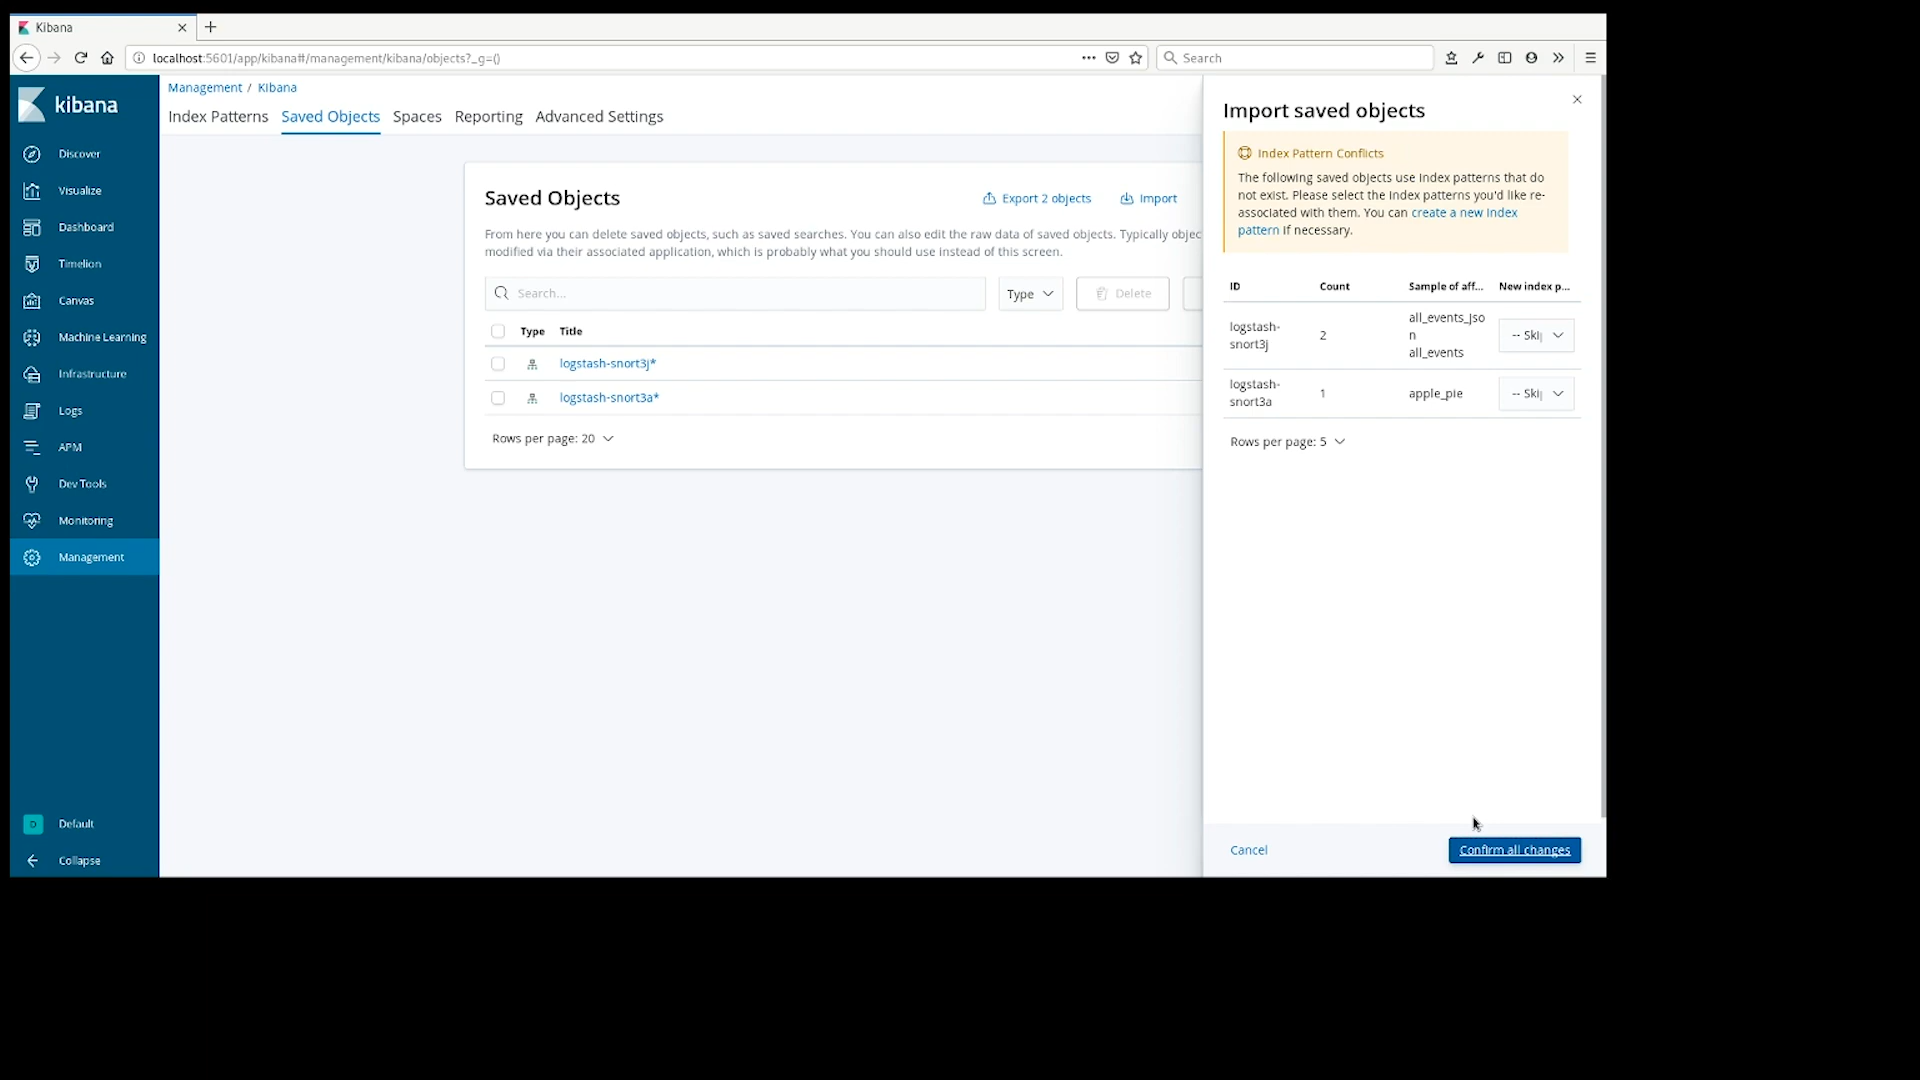 Kibana
localhost:5601/app/kibana#/management/kibana/objects?_g=()
Search
kibana
Discover
Visualize
Dashboard
Timelion
Canvas
Machine Learning
Infrastructure
Logs
APM
Dev Tools
Monitoring
Management
D Default
Collapse
Management / Kibana
Index Patterns Saved Objects Spaces Reporting Advanced Settings
Saved Objects
Export 2 objects Import
From here you can delete saved objects, such as saved searches. You can also edit the raw data of saved objects. Typically objec
modified via their associated application, which is probably what you should use instead of this screen.
Search... Type Delete
Type Title
logstash-snort3j*
logstash-snort3a*
Rows per page: 20
Import saved objects
Index Pattern Conflicts
The following saved objects use index patterns that do
not exist. Please select the index patterns you'd like re-
associated with them. You can create a new index
pattern if necessary.
ID Count Sample of aff... New index p...
logstash-
snort3j
2
all_events_jso
n
all_events
-- Ski
logstash-
snort3a
1
apple_pie
-- Ski
Rows per page: 5
Cancel Confirm all changes